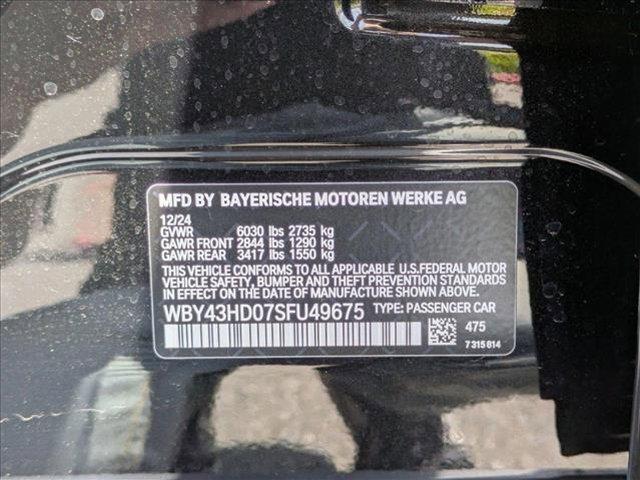 MFD BY BAYERISCHE MOTOREN WERKE AG
12/24
GVWR 6030 lbs 2735 kg
GAWR FRONT 2844 lbs 1290 kg
GAWR REAR 3417 lbs 1550 kg
THIS VEHICLE CONFORMS TO ALL APPLICABLE U.S.FEDERAL MOTOR
VEHICLE SAFETY, BUMPER, AND THEFT PREVENTION STANDARDS
IN EFFECT ON THE DATE OF MANUFACTURE SHOWN ABOVE.
WBY43HD07SFU49675 TYPE: PASSENGER CAR
475
7 315 614